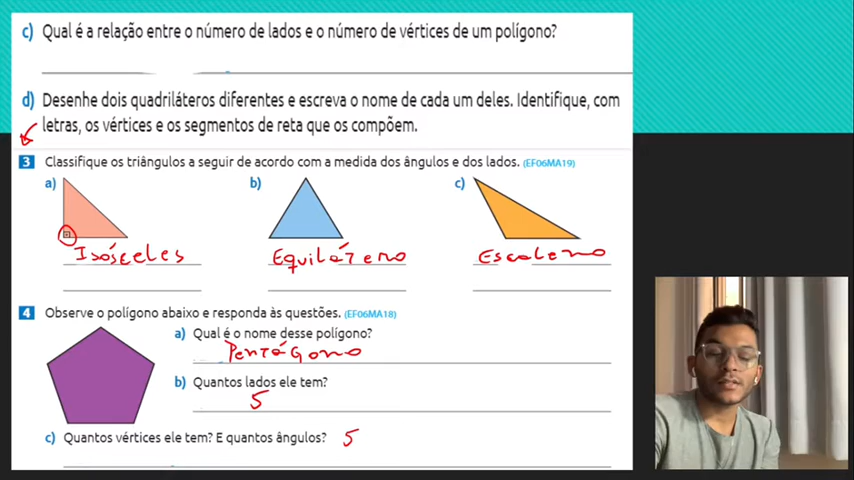 c) Qual é a relação entre o número de lados e o número de vértices de um polígono?
d) Desenhe dois quadriláteros diferentes e escreva o nome de cada um deles. Identifique, com
letras, os vértices e os segmentos de reta que os compõem.
3 Classifique os triângulos a seguir de acordo com a medida dos ângulos e dos lados. (EF06MA19)
a) b) c)
Isósceles Equilátero Escaleno
4 Observe o polígono abaixo e responda às questões. (EF06MA18)
a) Qual é o nome desse polígono?
Pentágono
b) Quantos lados ele tem?
5
c) Quantos vértices ele tem? E quantos ângulos? 5